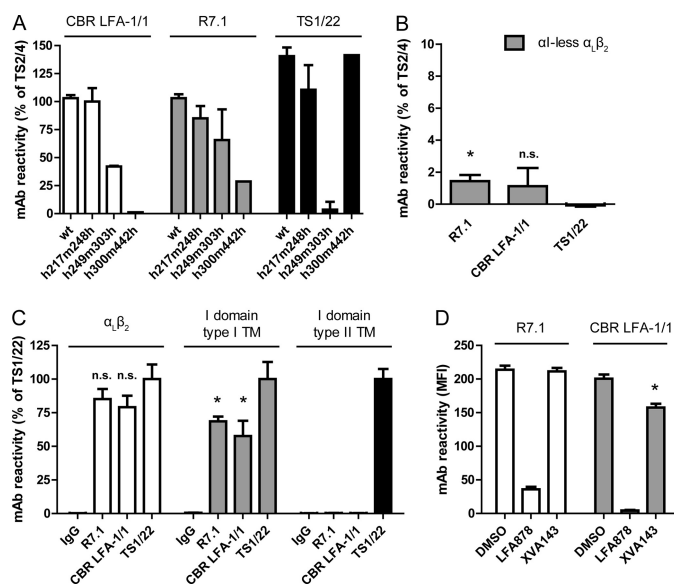 A
CBR LFA-1/1
R7.1
TS1/22
mAb reactivity (% of TS2/4)
150
125
100
75
50
25
0
wt
h217m248h
h249m303h
h300m442h
wt
h217m248h
h249m303h
h300m442h
wt
h217m248h
h249m303h
h300m442h
B
αI-less αLβ2
mAb reactivity (% of TS2/4)
10
8
6
4
2
0
*
n.s.
R7.1
CBR LFA-1/1
TS1/22
C
αLβ2
I domain
type I TM
I domain
type II TM
mAb reactivity (% of TS1/22)
125
100
75
50
25
0
n.s.
n.s.
*
*
IgG
R7.1
CBR LFA-1/1
TS1/22
IgG
R7.1
CBR LFA-1/1
TS1/22
IgG
R7.1
CBR LFA-1/1
TS1/22
D
R7.1
CBR LFA-1/1
mAb reactivity (MFI)
250
200
150
100
50
0
*
DMSO
LFA878
XVA143
DMSO
LFA878
XVA143